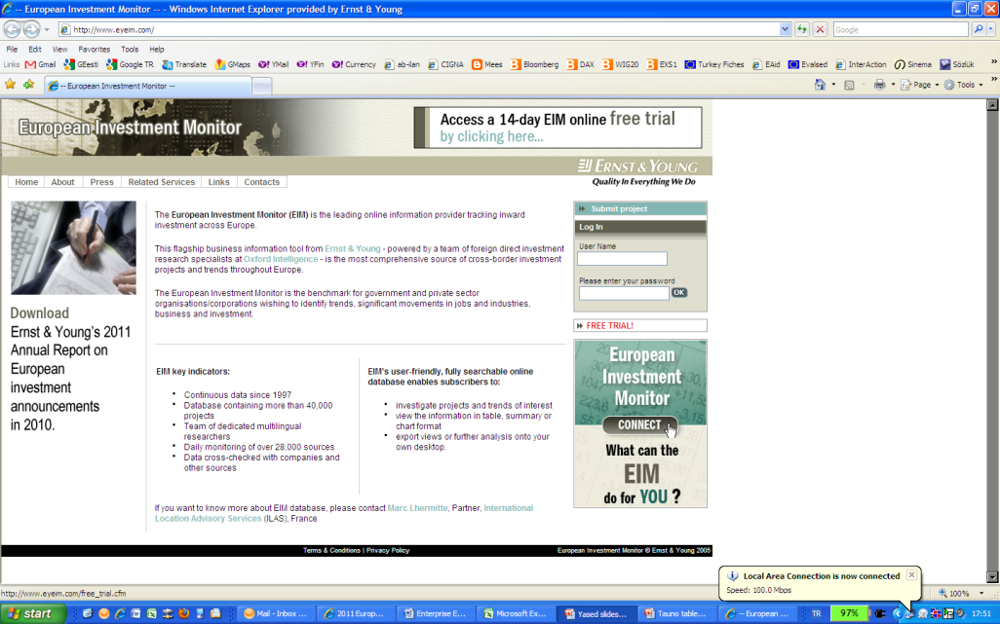 -- European Investment Monitor -- - Windows Internet Explorer provided by Ernst & Young
http://www.eyeim.com/
Google
File Edit View Favorites Tools Help
Links Gmail GEesti Google TR Translate GMaps YMail YFin Currency ab-ilan CIGNA Mees Bloomberg DAX WIG20 EXS1 Turkey Fiches EAid Evalsed InterAction Sinema Sözlük
-- European Investment Monitor --
Page Tools
European Investment Monitor
Access a 14-day EIM online free trial
by clicking here...
ERNST & YOUNG
Quality In Everything We Do
Home About Press Related Services Links Contacts
Download
Ernst & Young's 2011
Annual Report on
European
investment
announcements
in 2010.
The European Investment Monitor (EIM) is the leading online information provider tracking inward
investment across Europe.
This flagship business information tool from Ernst & Young - powered by a team of foreign direct investment
research specialists at Oxford Intelligence - is the most comprehensive source of cross-border investment
projects and trends throughout Europe.
The European Investment Monitor is the benchmark for government and private sector
organisations/corporations wishing to identify trends, significant movements in jobs and industries,
business and investment.
EIM key indicators:
• Continuous data since 1997
• Database containing more than 40,000
projects
• Team of dedicated multilingual
researchers
• Daily monitoring of over 28,000 sources
• Data cross-checked with companies and
other sources
EIM's user-friendly, fully searchable online
database enables subscribers to:
• investigate projects and trends of interest
• view the information in table, summary or
chart format
• export views or further analysis onto your
own desktop.
If you want to know more about EIM database, please contact Marc Lhermitte, Partner, International
Location Advisory Services (ILAS), France
Submit project
Log In
User Name
Please enter your password
OK
FREE TRIAL!
European
Investment
Monitor
CONNECT
What can the
EIM
do for YOU ?
Terms & Conditions | Privacy Policy
European Investment Monitor © Ernst & Young 2005
Local Area Connection is now connected
Speed: 100.0 Mbps
http://www.eyeim.com/free_trial.cfm
100%
start
Mail - Inbox ...
2011 Europ...
Enterprise E...
Microsoft Ex...
Yased slides...
Tauno table...
-- European ...
TR
97%
17:51